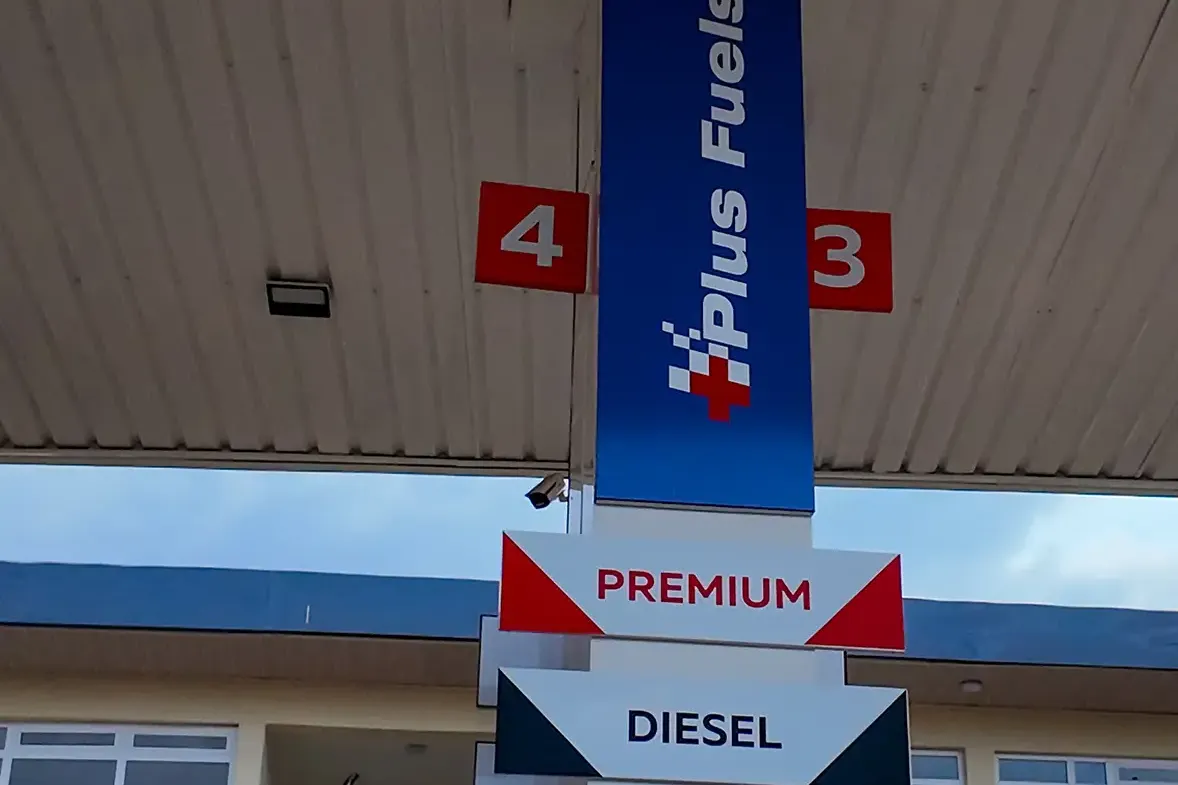 Plus Fuels
4
3
PREMIUM
DIESEL